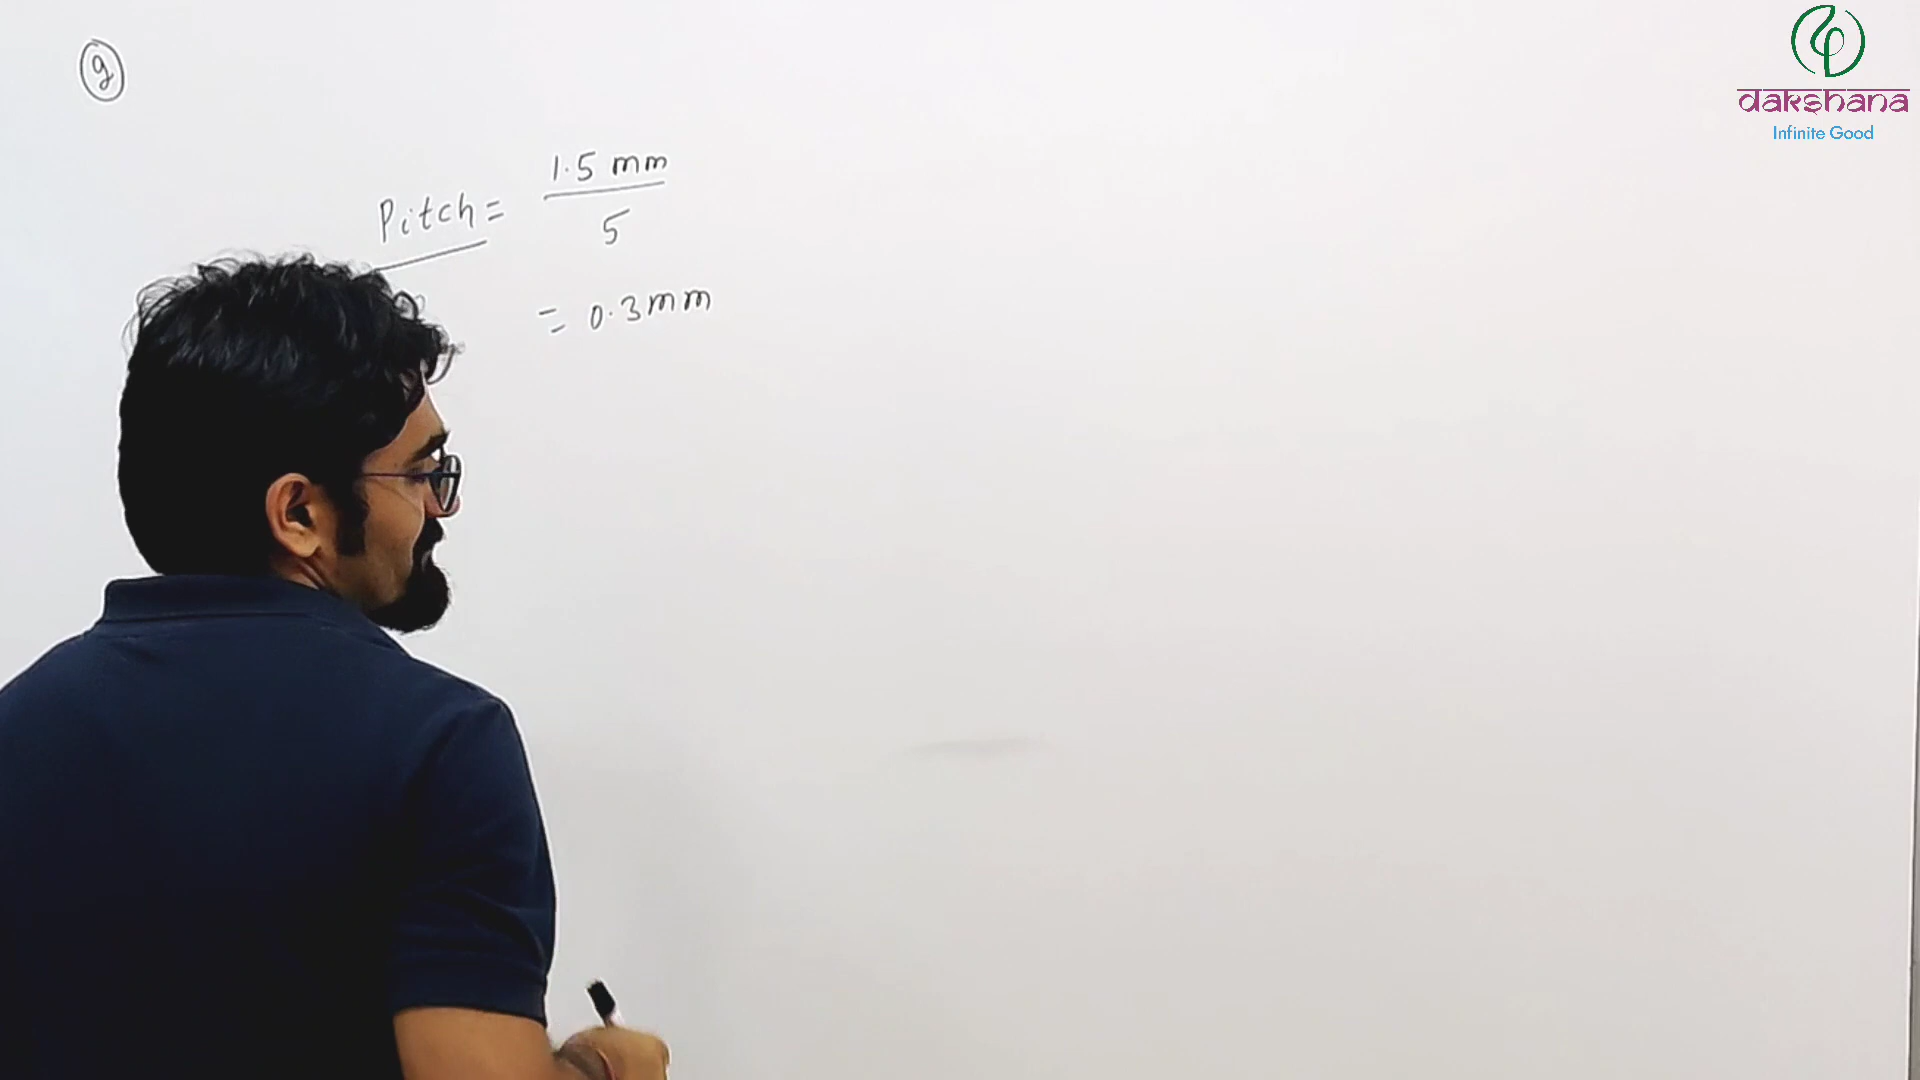 9
Pitch = 1.5 mm / 5
= 0.3 mm
dakshana
Infinite Good